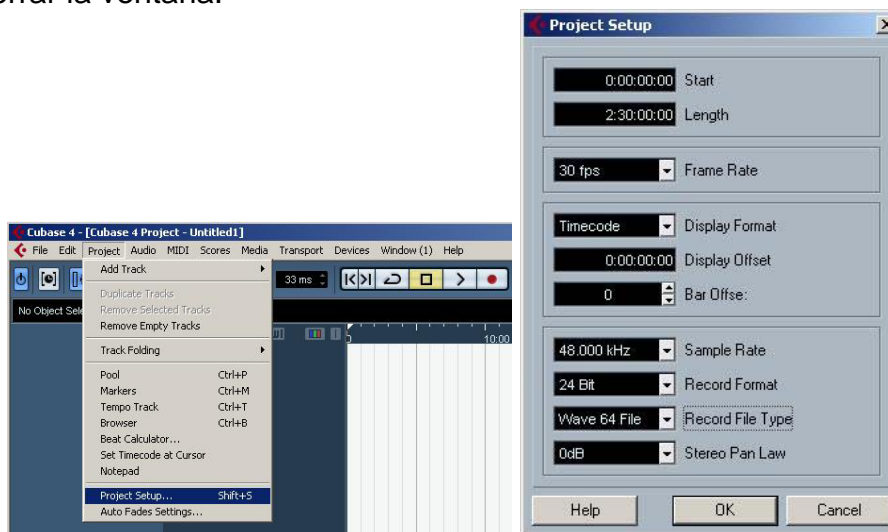 la ventana.
Cubase 4 - [Cubase 4 Project - Untitled1]
File Edit Project Audio MIDI Scores Media Transport Devices Window (1) Help
33 ms
No Object Sele
10:00
Add Track
Duplicate Tracks
Remove Selected Tracks
Remove Empty Tracks
Track Folding
Pool Ctrl+P
Markers Ctrl+M
Tempo Track Ctrl+T
Browser Ctrl+B
Beat Calculator...
Set Timecode at Cursor
Notepad
Project Setup... Shift+S
Auto Fades Settings...
Project Setup
0:00:00:00 Start
2:30:00:00 Length
30 fps Frame Rate
Timecode Display Format
0:00:00:00 Display Offset
0 Bar Offse:
48.000 kHz Sample Rate
24 Bit Record Format
Wave 64 File Record File Type
0dB Stereo Pan Law
Help OK Cancel